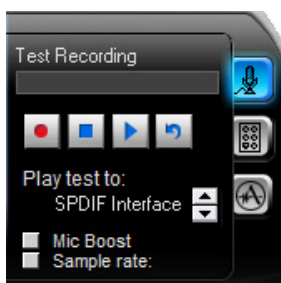 Test Recording
Play test to:
SPDIF Interface
Mic Boost
Sample rate: